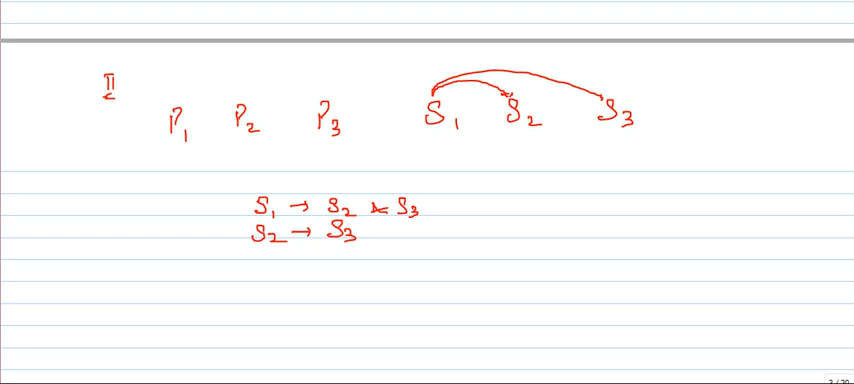 II
P1 P2 P3 S1 S2 S3
S1 → S2 & S3
S2 → S3